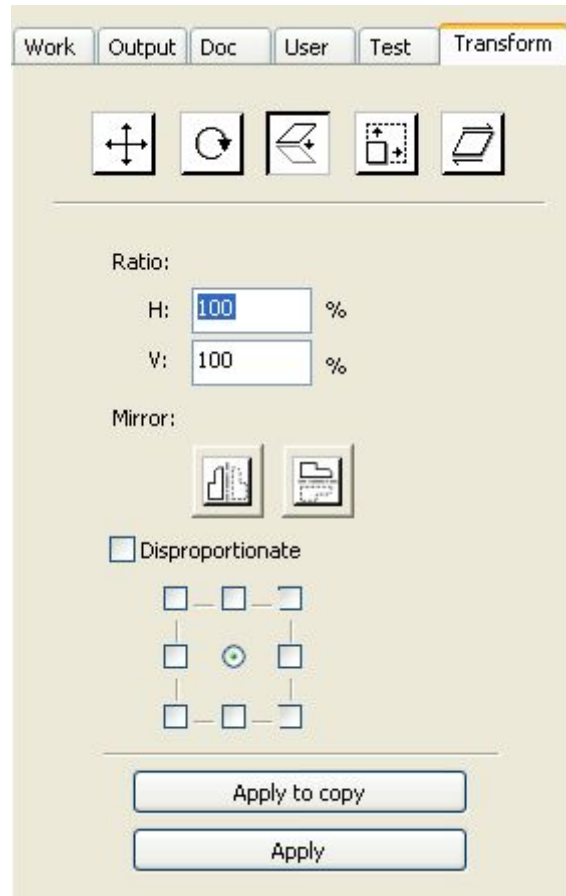 Work Output Doc User Test Transform
Ratio:
H: 100 %
V: 100 %
Mirror:
Disproportionate
Apply to copy
Apply